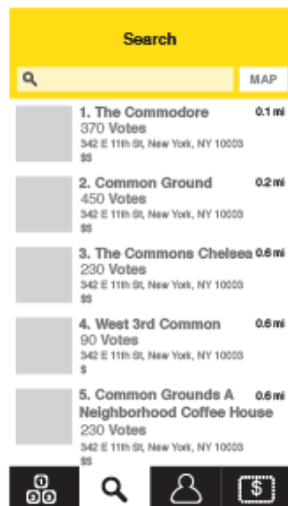 Search
MAP
1. The Commodore 0.1 mi
370 Votes
342 E 11th St, New York, NY 10003
$$
2. Common Ground 0.2 mi
450 Votes
342 E 11th St, New York, NY 10003
$$
3. The Commons Chelsea 0.6 mi
230 Votes
342 E 11th St, New York, NY 10003
$$
4. West 3rd Common 0.6 mi
90 Votes
342 E 11th St, New York, NY 10003
$
5. Common Grounds A 0.6 mi
Neighborhood Coffee House
230 Votes
342 E 11th St, New York, NY 10003
$$
1
2 3 $